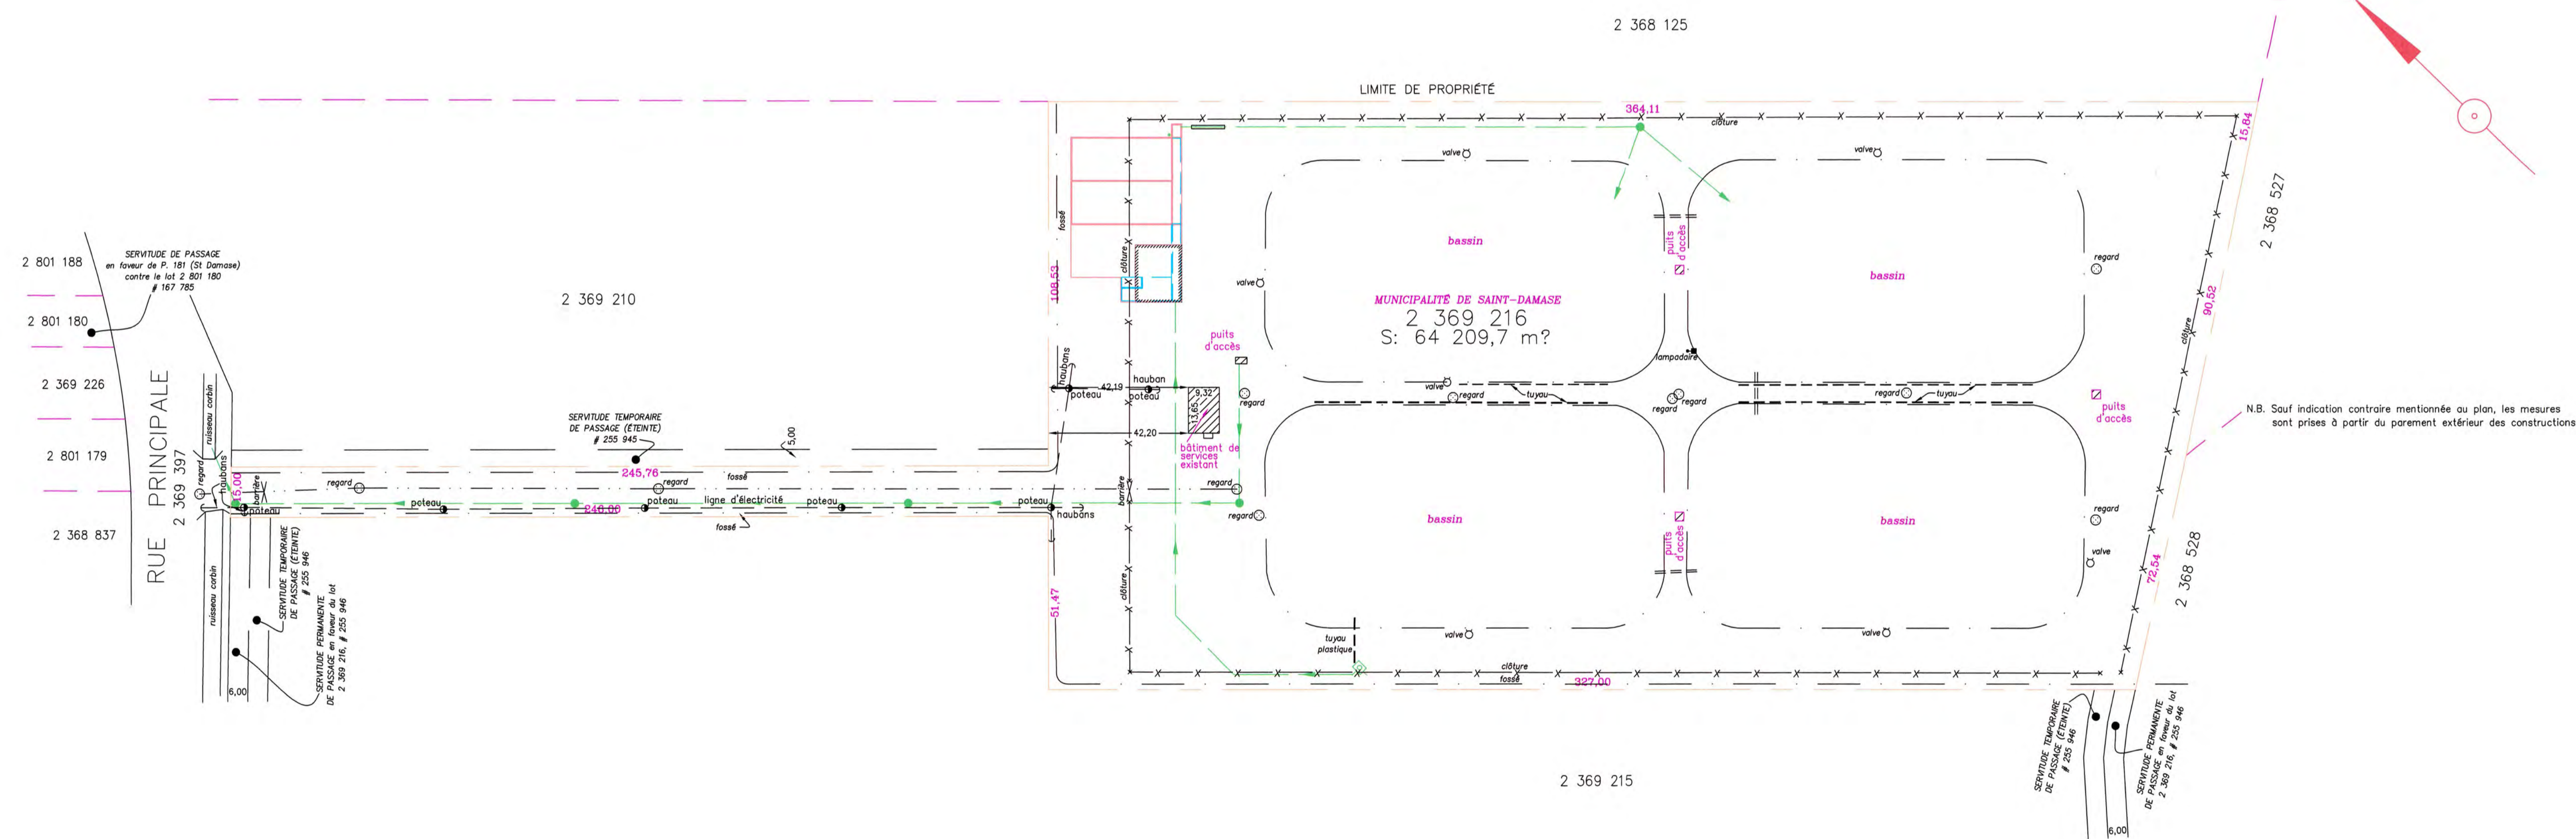 2 368 125
LIMITE DE PROPRIÉTÉ
364,11
clôture
15,84
2 368 527
90,52
clôture
72,54
2 368 528
N.B. Sauf indication contraire mentionnée au plan, les mesures
sont prises à partir du parement extérieur des constructions
2 801 188
2 801 180
2 369 226
2 801 179
2 368 837
SERVITUDE DE PASSAGE
en faveur de P. 181 (St Damase)
contre le lot 2 801 180
# 167 785
RUE PRINCIPALE
2 369 397
ruisseau corbin
regard
haubans
15,00
barrière
poteau
ruisseau corbin
6,00
SERVITUDE TEMPORAIRE
DE PASSAGE (ÉTEINTE)
# 255 946
SERVITUDE PERMANENTE
DE PASSAGE en faveur du lot
2 369 216, # 255 946
2 369 210
SERVITUDE TEMPORAIRE
DE PASSAGE (ÉTEINTE)
# 255 945
5,00
245,76
fossé
regard
regard
poteau
246,00
poteau
ligne d'électricité
poteau
poteau
haubans
fossé
fossé
108,53
51,47
clôture
clôture
barrière
haubans
poteau
42,19
hauban
poteau
9,32
13,65
42,20
bâtiment de
services
existant
puits
d'accès
regard
regard
regard
valve
valve
valve
bassin
bassin
MUNICIPALITÉ DE SAINT-DAMASE
2 369 216
S: 64 209,7 m?
puits
d'accès
lampadaire
valve
regard
tuyau
regard
regard
regard
tuyau
regard
puits
d'accès
bassin
bassin
puits
d'accès
regard
valve
tuyau
plastique
valve
valve
clôture
fossé
327,00
2 369 215
SERVITUDE TEMPORAIRE
DE PASSAGE (ÉTEINTE)
# 255 946
SERVITUDE PERMANENTE
DE PASSAGE en faveur du lot
2 369 216, # 255 946
6,00